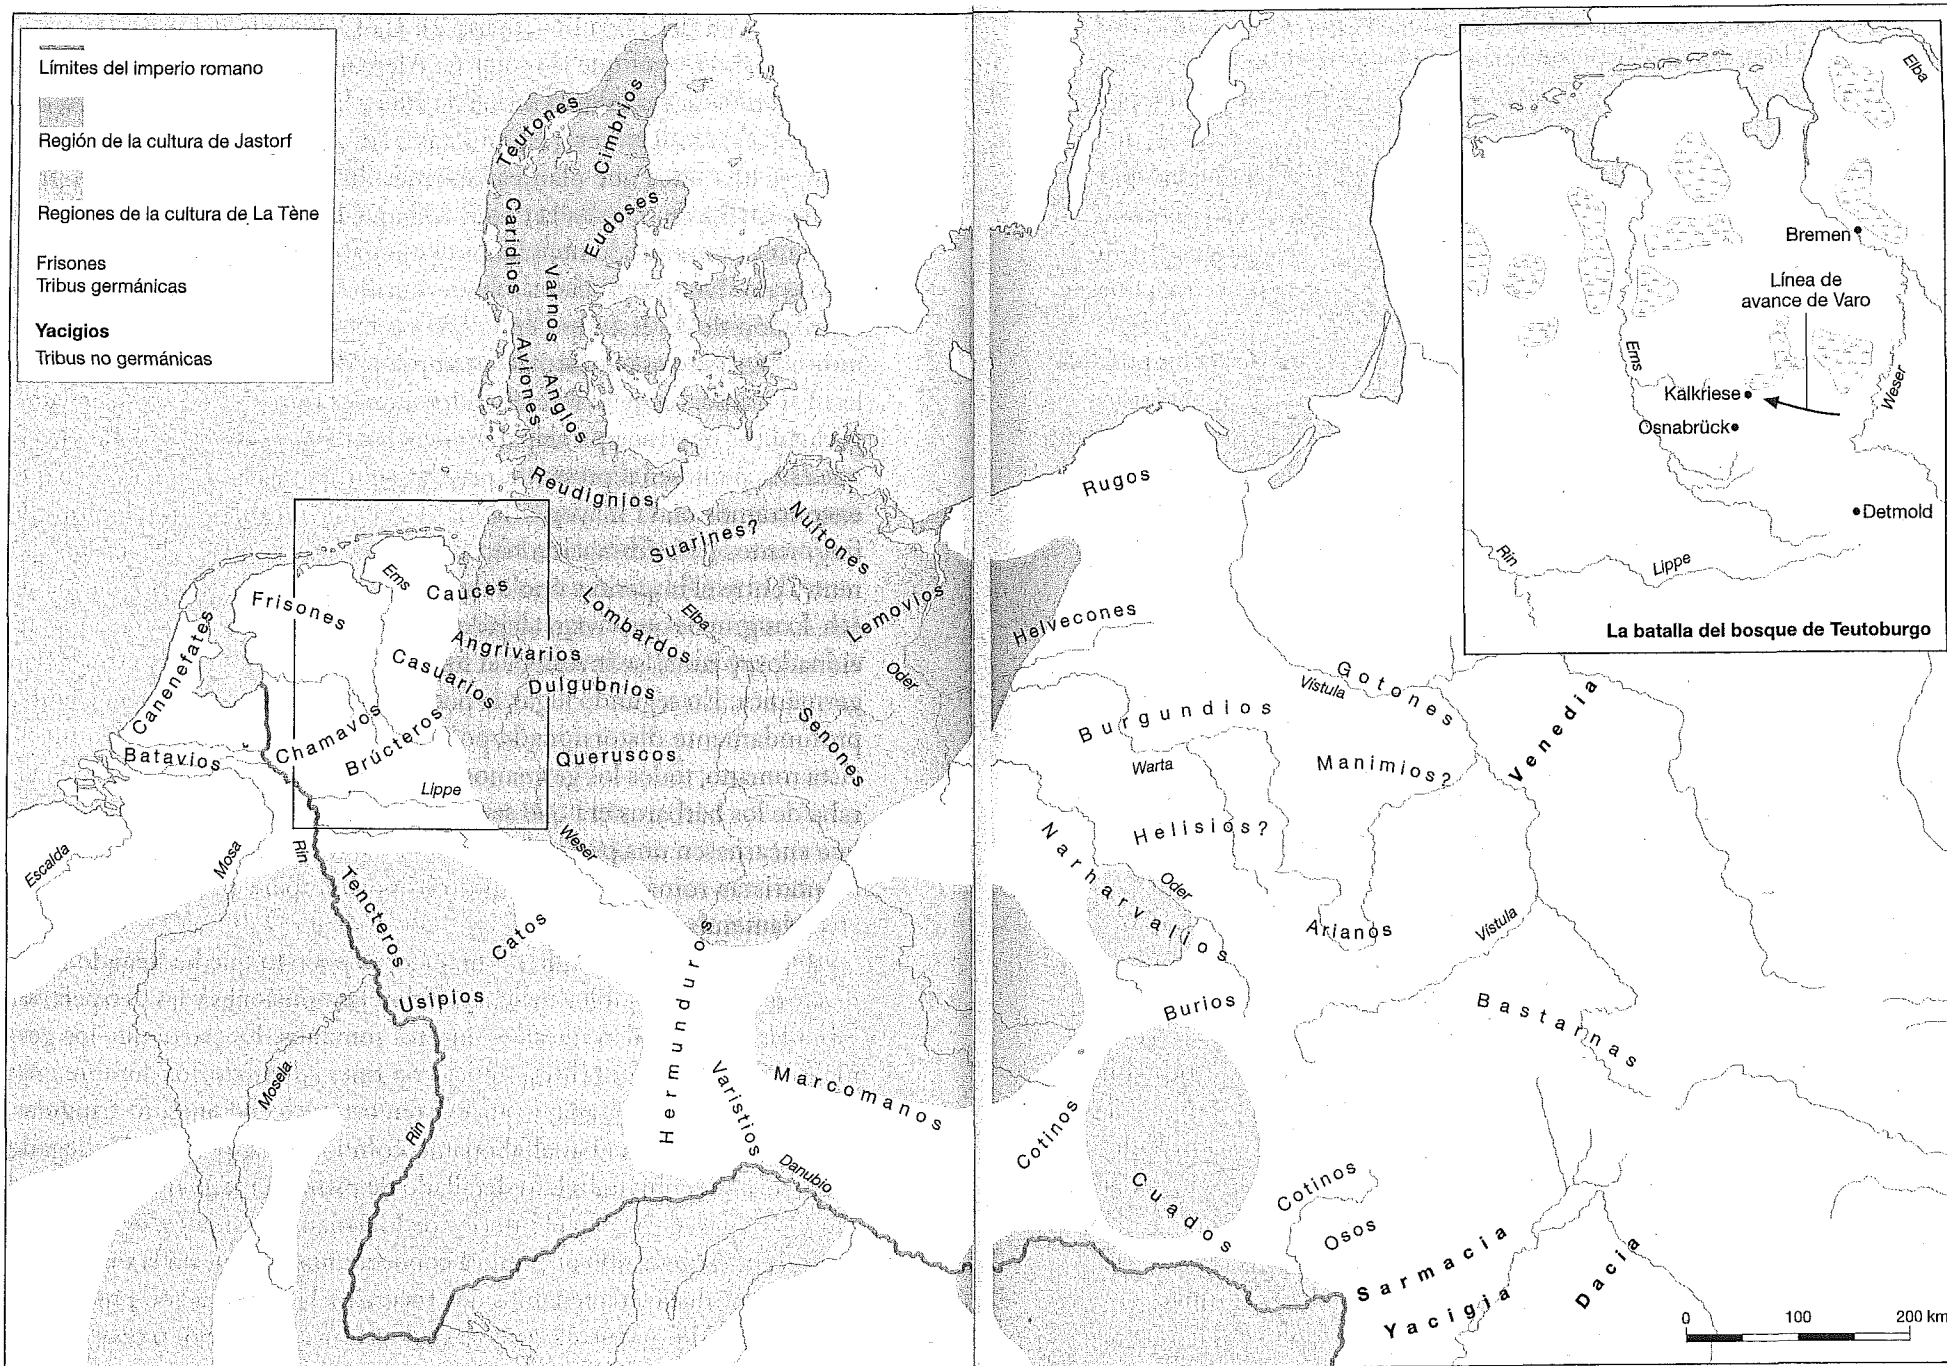 Límites del imperio romano
Región de la cultura de Jastorf
Regiones de la cultura de La Tène
Frisones
Tribus germánicas
Yacigios
Tribus no germánicas
Teutones
Cimbrios
Caridios
Eudoses
Varnos
Aviones
Anglos
Reudignios
Suarines?
Nuitones
Ems
Cauces
Frisones
Canenefates
Angrivarios
Casuarios
Lombardos
Elba
Lemovios
Dulgubnios
Oder
Chamavos
Brúcteros
Batavios
Queruscos
Senones
Lippe
Weser
Escalda
Mosa
Rin
Tencteros
Catos
Usipios
Hermunduros
Mosela
Rin
Varistios
Marcomanos
Danubio
Rugos
Helvecones
Gotones
Vístula
Burgundios
Venedia
Warta
Manimios?
Helisios?
Narharvalios
Oder
Arianos
Vístula
Burios
Bastarnas
Cotinos
Cuados
Cotinos
Osos
Sarmacia
Yacigia
Dacia
0 100 200 km
Elba
Bremen
Línea de
avance de Varo
Ems
Weser
Kalkriese
Osnabrück
Detmold
Rin
Lippe
La batalla del bosque de Teutoburgo